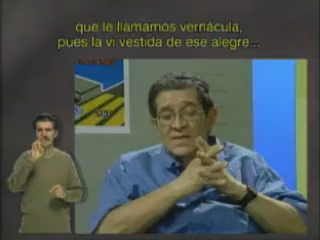 que le llamamos vernácula,
pues la vi vestida de ese alegre...